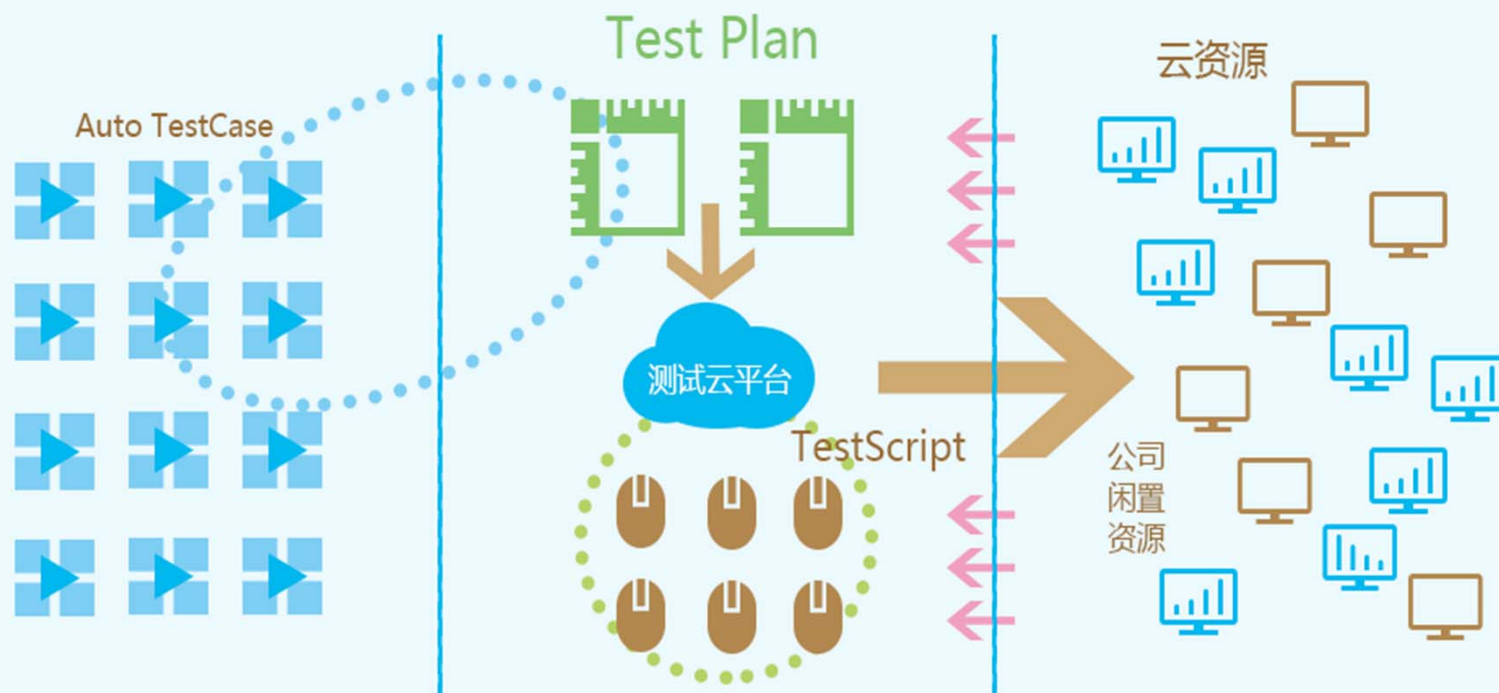 Test Plan
云资源
Auto TestCase
测试云平台
TestScript
公司
闲置
资源